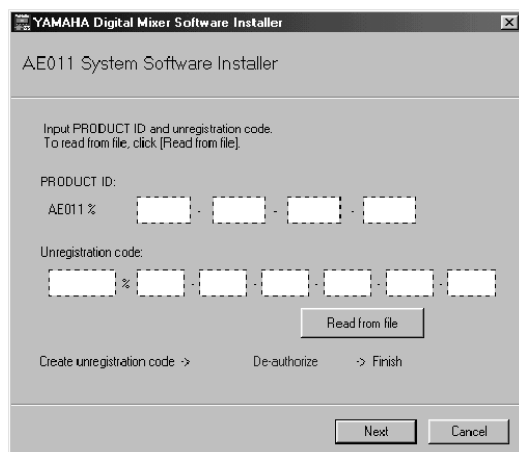 YAMAHA Digital Mixer Software Installer
AE011 System Software Installer
Input PRODUCT ID and unregistration code.
To read from file, click [Read from file].
PRODUCT ID:
AE011 % - - -
Unregistration code:
% - - - - -
Read from file
Create unregistration code -> De-authorize -> Finish
Next Cancel